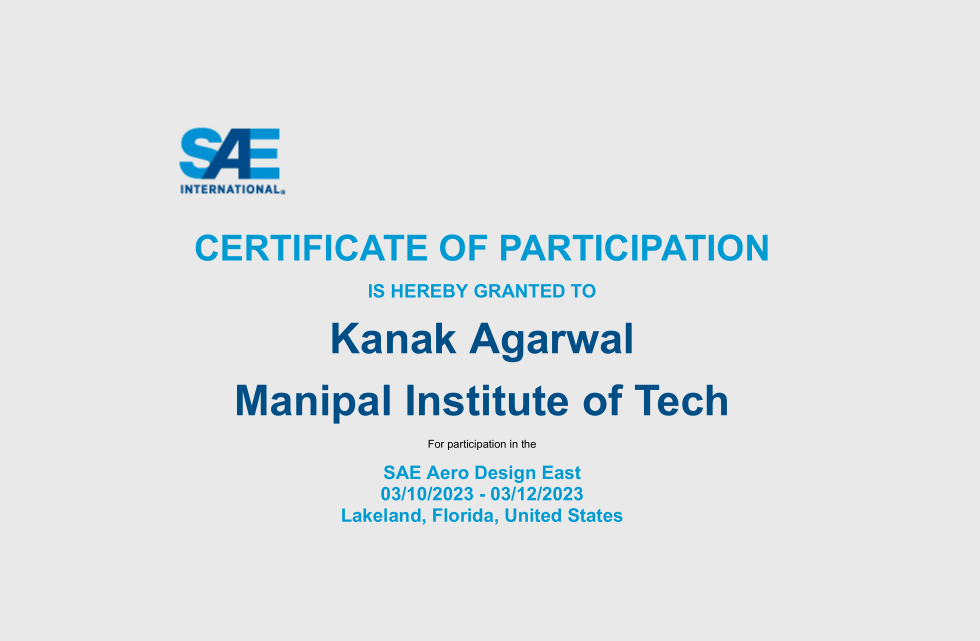 SAE
INTERNATIONAL®
CERTIFICATE OF PARTICIPATION
IS HEREBY GRANTED TO
Kanak Agarwal
Manipal Institute of Tech
For participation in the
SAE Aero Design East
03/10/2023 - 03/12/2023
Lakeland, Florida, United States